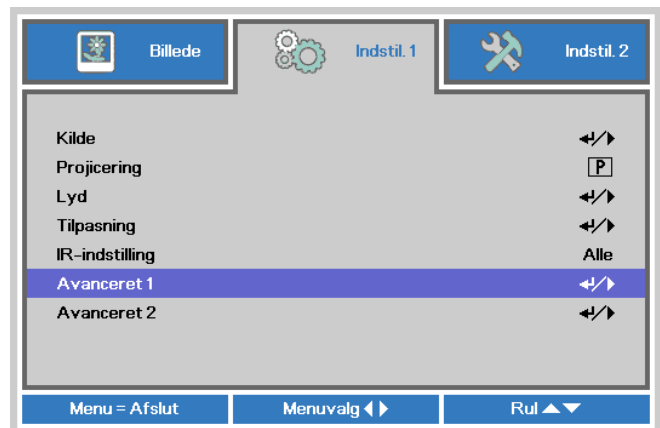 Billede Indstil. 1 Indstil. 2
Kilde
Projicering P
Lyd
Tilpasning
IR-indstilling Alle
Avanceret 1
Avanceret 2
Menu = Afslut Menuvalg Rul